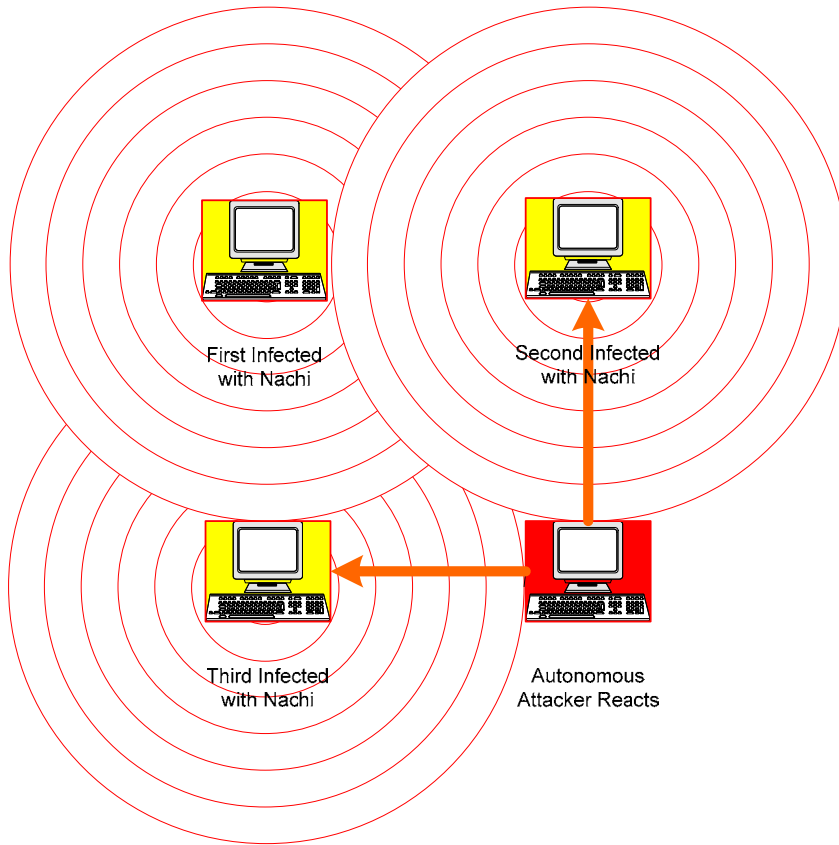 First Infected
with Nachi
Second Infected
with Nachi
Third Infected
with Nachi
Autonomous
Attacker Reacts